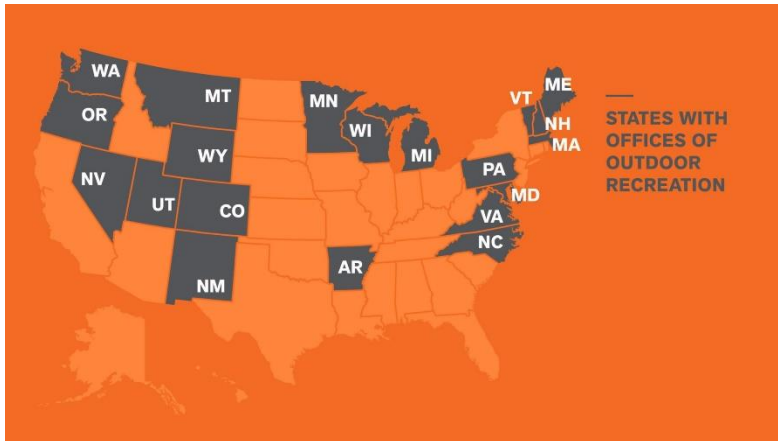 WA
OR
MT
MN
WI
MI
VT
ME
NH
MA
WY
NV
UT
CO
NM
AR
PA
MD
VA
NC
STATES WITH
OFFICES OF
OUTDOOR
RECREATION